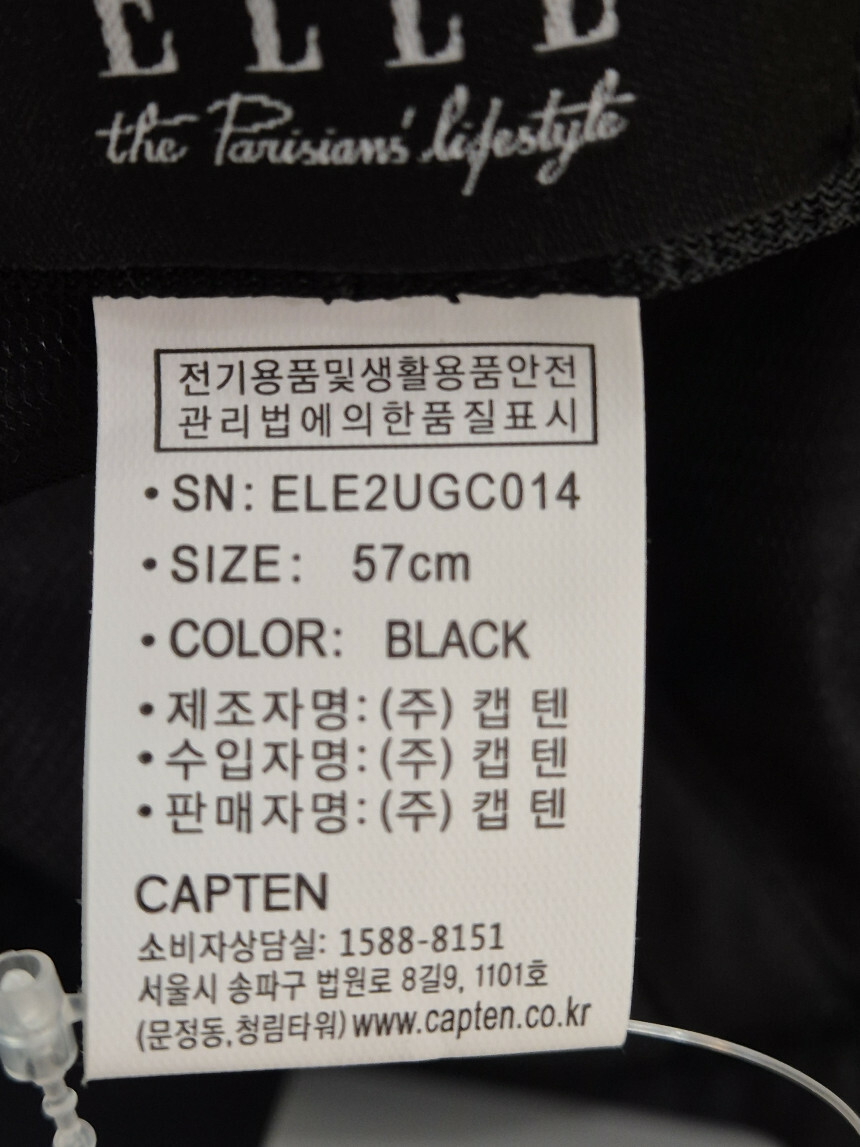 ELLE
the Parisians' lifestyle
전기용품및생활용품안전
관리법에의한품질표시
•SN: ELE2UGC014
•SIZE: 57cm
•COLOR: BLACK
•제조자명:(주) 캡 텐
•수입자명:(주) 캡 텐
•판매자명:(주) 캡 텐
CAPTEN
소비자상담실: 1588-8151
서울시 송파구 법원로 8길9, 1101호
(문정동,청림타워)www.capten.co.kr